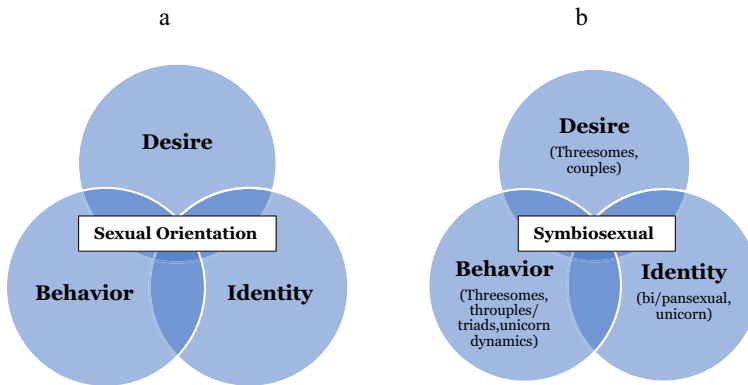 a
Desire
Sexual Orientation
Behavior
Identity
b
Desire
(Threesomes,
couples)
Symbiosexual
Behavior
(Threesomes,
throuples/
triads,unicorn
dynamics)
Identity
(bi/pansexual,
unicorn)